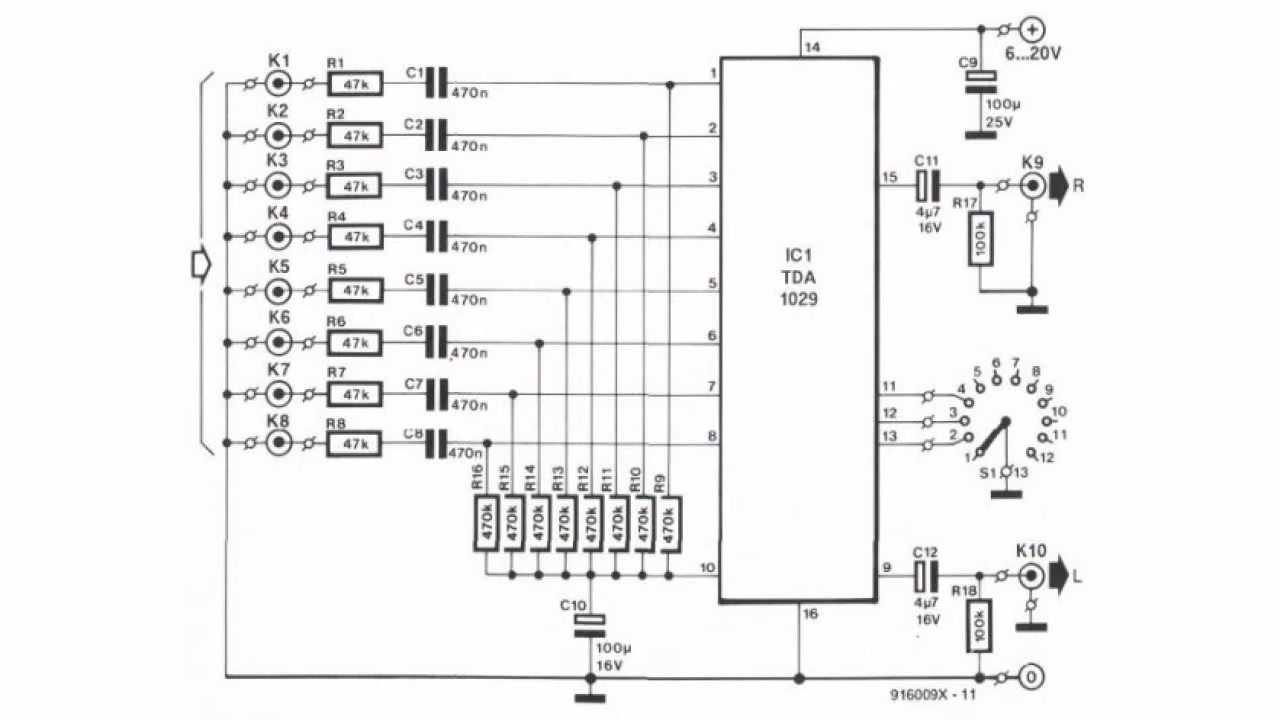 K1
R1
47k
C1
470n
1
K2
R2
47k
C2
470n
2
K3
R3
47k
C3
470n
3
K4
R4
47k
C4
470n
4
K5
R5
47k
C5
470n
5
K6
R6
47k
C6
470n
6
K7
R7
47k
C7
470n
7
K8
R8
47k
C8
470n
8
R16
R15
R14
R13
R12
R11
R10
R9
470k
470k
470k
470k
470k
470k
470k
470k
10
C10
100µ
16V
IC1
TDA
1029
14
16
+
6...20V
C9
100µ
25V
15
C11
4µ7
16V
K9
R
R17
100k
11
12
13
1
2
3
4
5
6
7
8
9
10
11
12
S1
13
9
C12
4µ7
16V
K10
L
R18
100k
0
916009X - 11